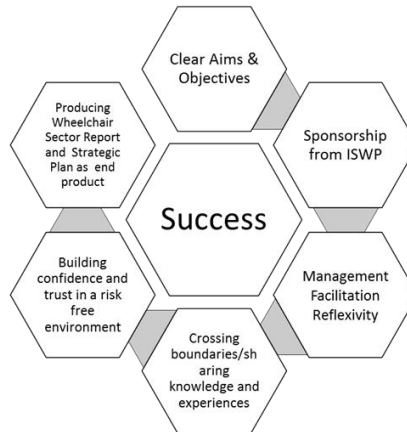 Clear Aims &
Objectives
Sponsorship
from ISWP
Management
Facilitation
Reflexivity
Crossing
boundaries/sh
aring
knowledge and
experiences
Building
confidence and
trust in a risk
free
environment
Producing
Wheelchair
Sector Report
and Strategic
Plan as end
product
Success